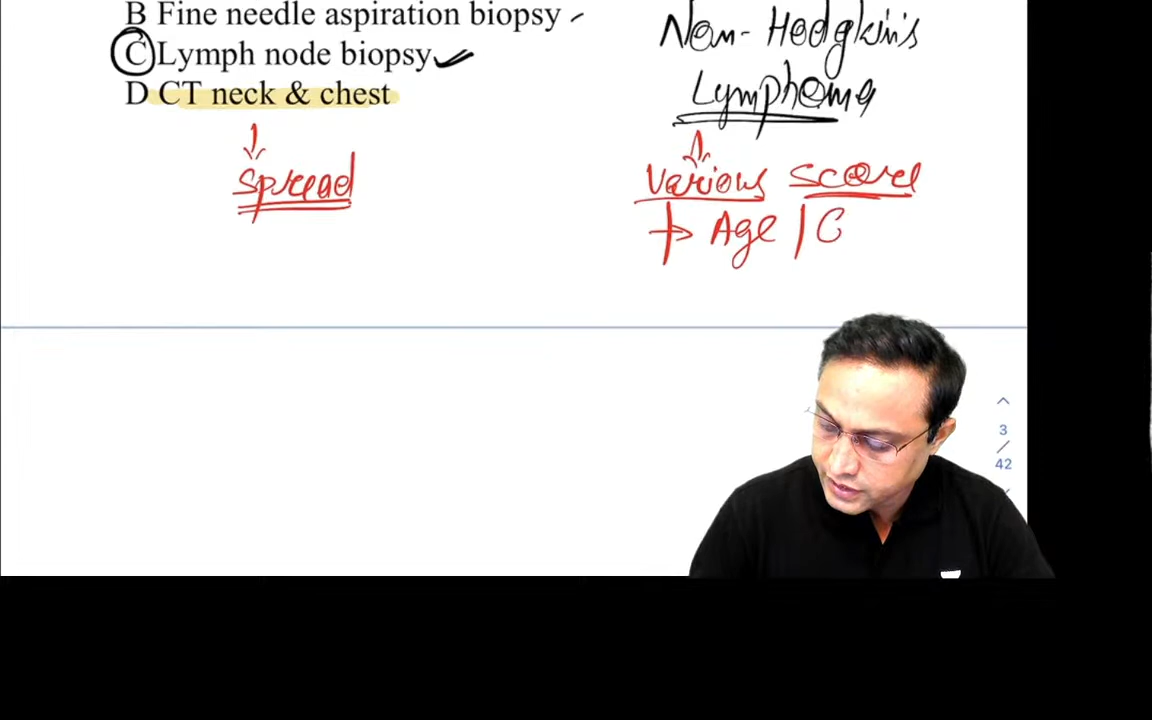 B Fine needle aspiration biopsy
C Lymph node biopsy
D CT neck & chest
Spread
Non-Hodgkin's
Lymphoma
Various Score
Age / C
3
/
42